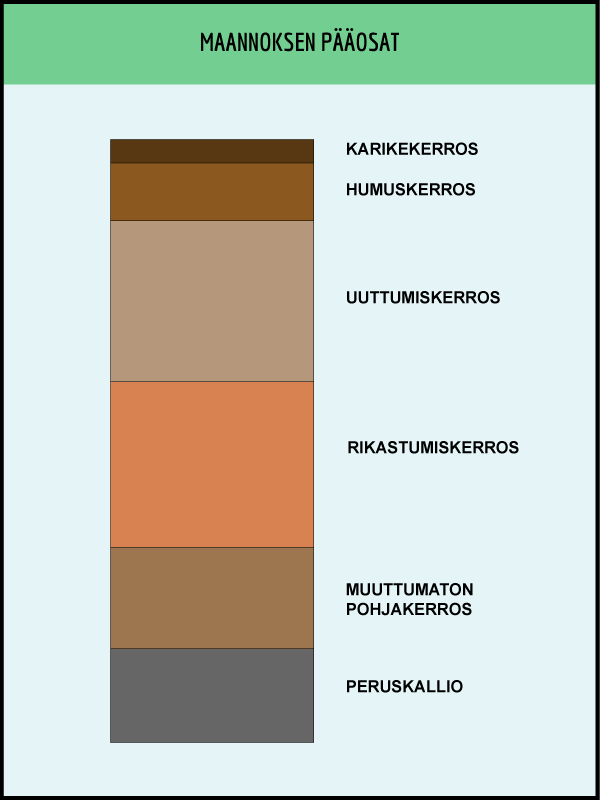 MAANNOKSEN PÄÄOSAT
KARIKEKERROS
HUMUSKERROS
UUTTUMISKERROS
RIKASTUMISKERROS
MUUTTUMATON
POHJAKERROS
PERUSKALLIO